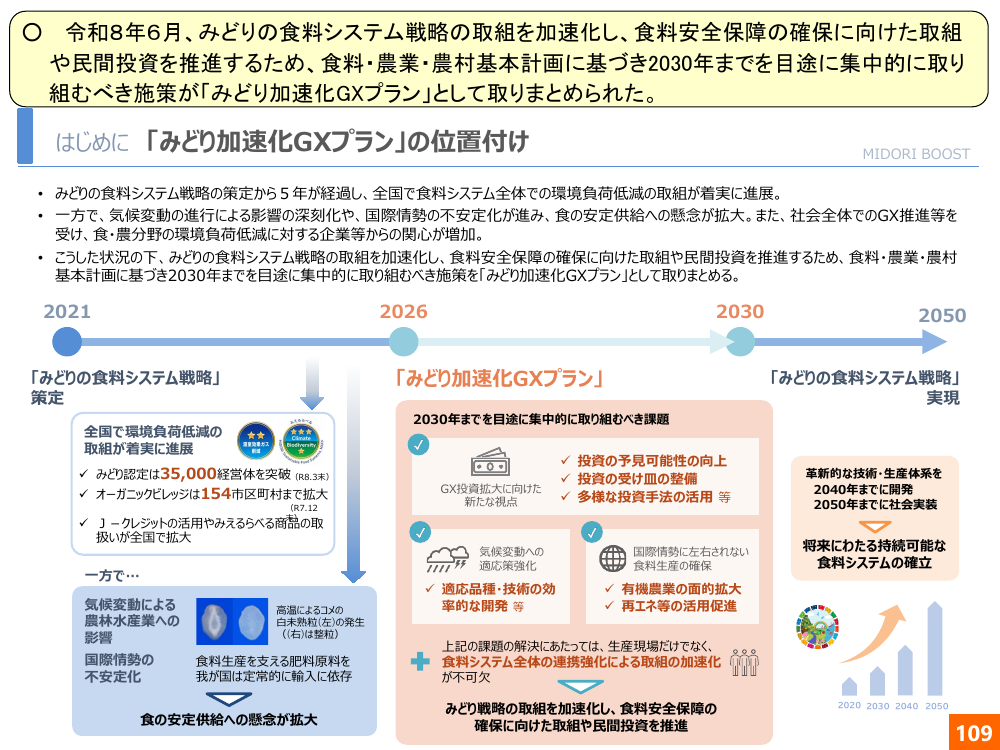 ○　令和８年６月、みどりの食料システム戦略の取組を加速化し、食料安全保障の確保に向けた取組
や民間投資を推進するため、食料・農業・農村基本計画に基づき2030年までを目途に集中的に取り
組むべき施策が「みどり加速化GXプラン」として取りまとめられた。
はじめに　「みどり加速化GXプラン」の位置付け
MIDORI BOOST
• みどりの食料システム戦略の策定から５年が経過し、全国で食料システム全体での環境負荷低減の取組が着実に進展。
• 一方で、気候変動の進行による影響の深刻化や、国際情勢の不安定化が進み、食の安定供給への懸念が拡大。また、社会全体でのGX推進等を
受け、食・農分野の環境負荷低減に対する企業等からの関心が増加。
• こうした状況の下、みどりの食料システム戦略の取組を加速化し、食料安全保障の確保に向けた取組や民間投資を推進するため、食料・農業・農村
基本計画に基づき2030年までを目途に集中的に取り組むべき施策を「みどり加速化GXプラン」として取りまとめる。
2021
2026
2030
2050
「みどりの食料システム戦略」
策定
全国で環境負荷低減の
取組が着実に進展
温室効果ガス
削減
Climate
Biodiversity
✓ みどり認定は35,000経営体を突破 (R8.3末)
✓ オーガニックビレッジは154市区町村まで拡大
(R7.12
末)
✓ Ｊ－クレジットの活用やみえるらべる商品の取
扱いが全国で拡大
一方で…
気候変動による
農林水産業への
影響
高温によるコメの
白未熟粒(左)の発生
（(右)は整粒）
国際情勢の
不安定化
食料生産を支える肥料原料を
我が国は定常的に輸入に依存
食の安定供給への懸念が拡大
「みどり加速化GXプラン」
2030年までを目途に集中的に取り組むべき課題
GX投資拡大に向けた
新たな視点
✓ 投資の予見可能性の向上
✓ 投資の受け皿の整備
✓ 多様な投資手法の活用 等
気候変動への
適応策強化
✓ 適応品種・技術の効
率的な開発 等
国際情勢に左右されない
食料生産の確保
✓ 有機農業の面的拡大
✓ 再エネ等の活用促進
上記の課題の解決にあたっては、生産現場だけでなく、
食料システム全体の連携強化による取組の加速化
が不可欠
みどり戦略の取組を加速化し、食料安全保障の
確保に向けた取組や民間投資を推進
「みどりの食料システム戦略」
実現
革新的な技術・生産体系を
2040年までに開発
2050年までに社会実装
将来にわたる持続可能な
食料システムの確立
2020 2030 2040 2050
109